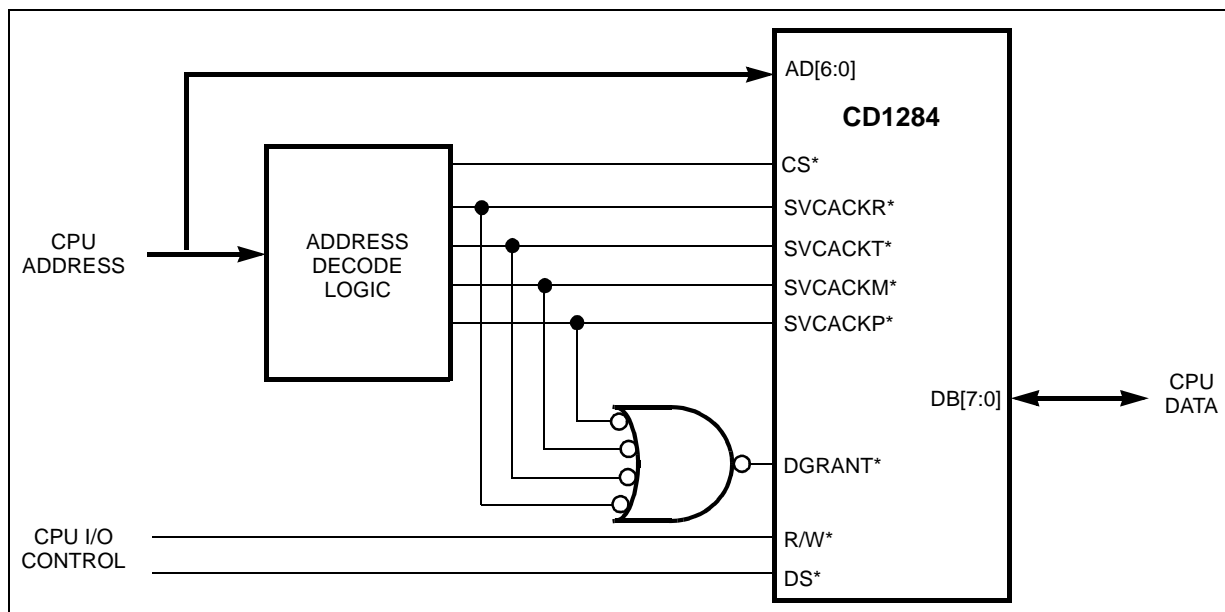 AD[6:0]
CD1284
CS*
SVCACKR*
CPU
ADDRESS
ADDRESS
DECODE
LOGIC
SVCACKT*
SVCACKM*
SVCACKP*
DB[7:0]
CPU
DATA
DGRANT*
CPU I/O
CONTROL
R/W*
DS*